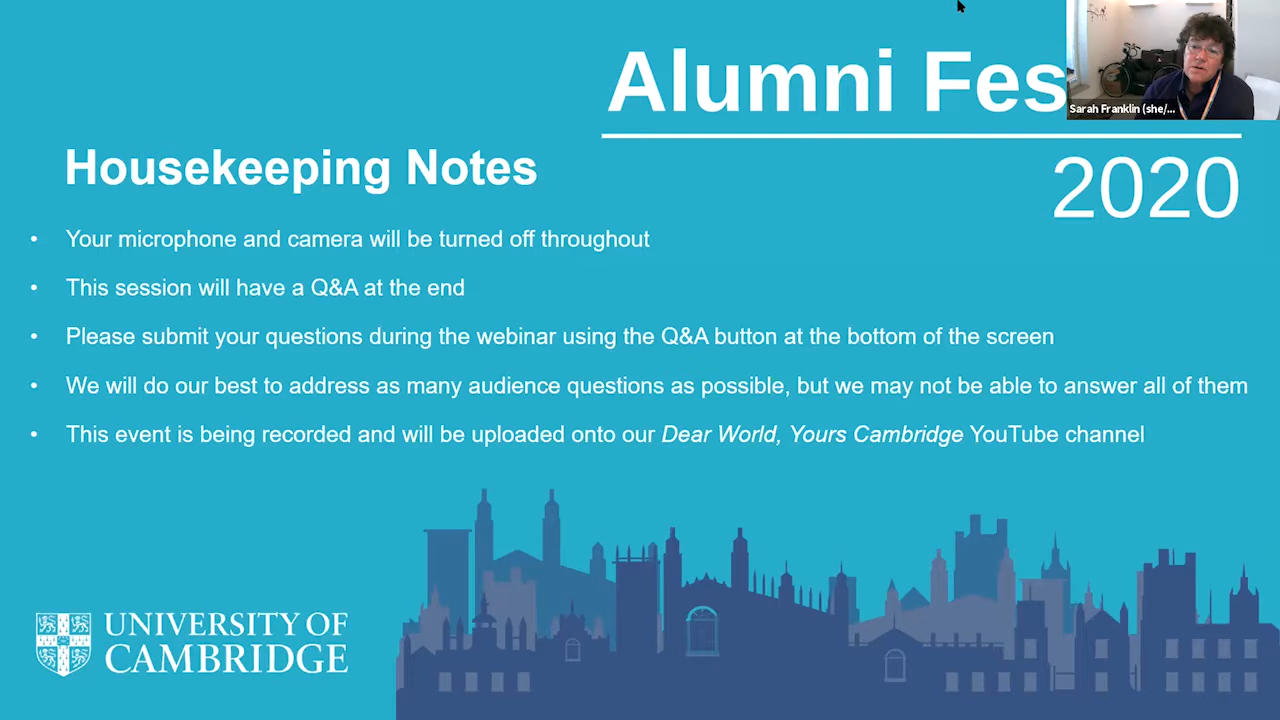 Alumni Fes
Sarah Franklin (she/...
2020
Housekeeping Notes
• Your microphone and camera will be turned off throughout
• This session will have a Q&A at the end
• Please submit your questions during the webinar using the Q&A button at the bottom of the screen
• We will do our best to address as many audience questions as possible, but we may not be able to answer all of them
• This event is being recorded and will be uploaded onto our Dear World, Yours Cambridge YouTube channel
UNIVERSITY OF
CAMBRIDGE